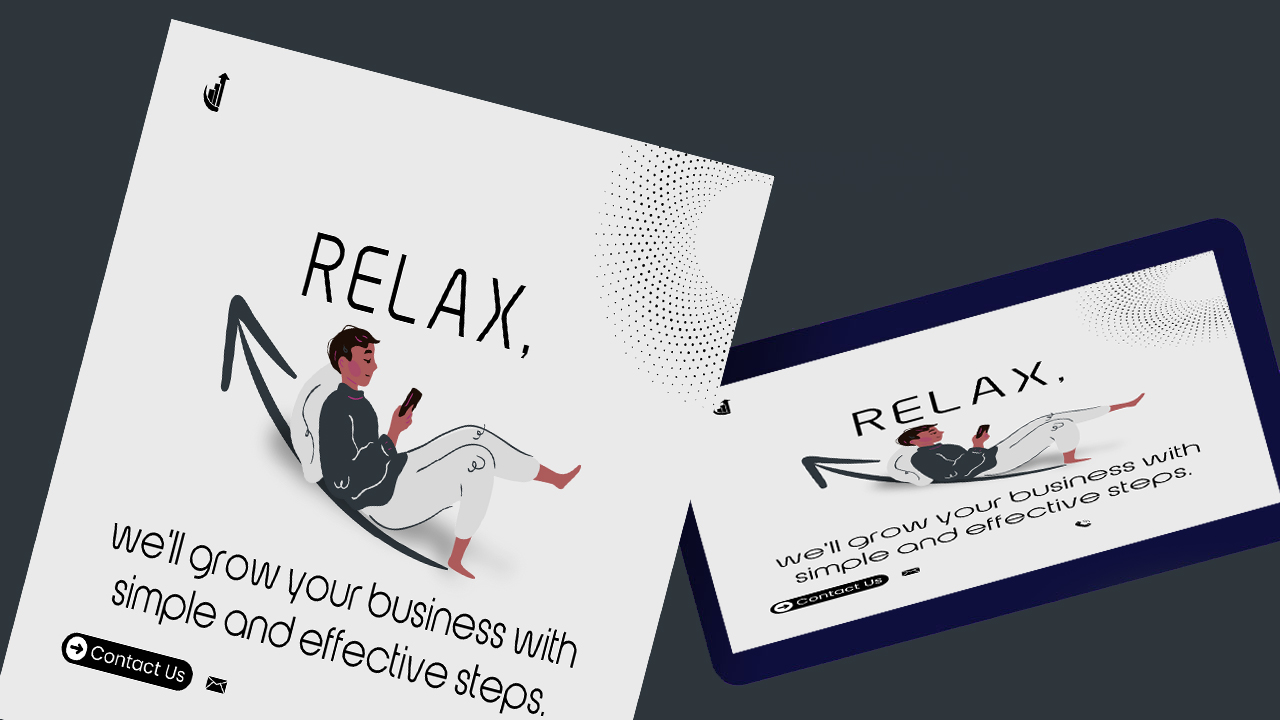 RELAX,
we'll grow your business with
simple and effective steps.
Contact Us
RELAX,
we'll grow your business with
simple and effective steps.
Contact Us